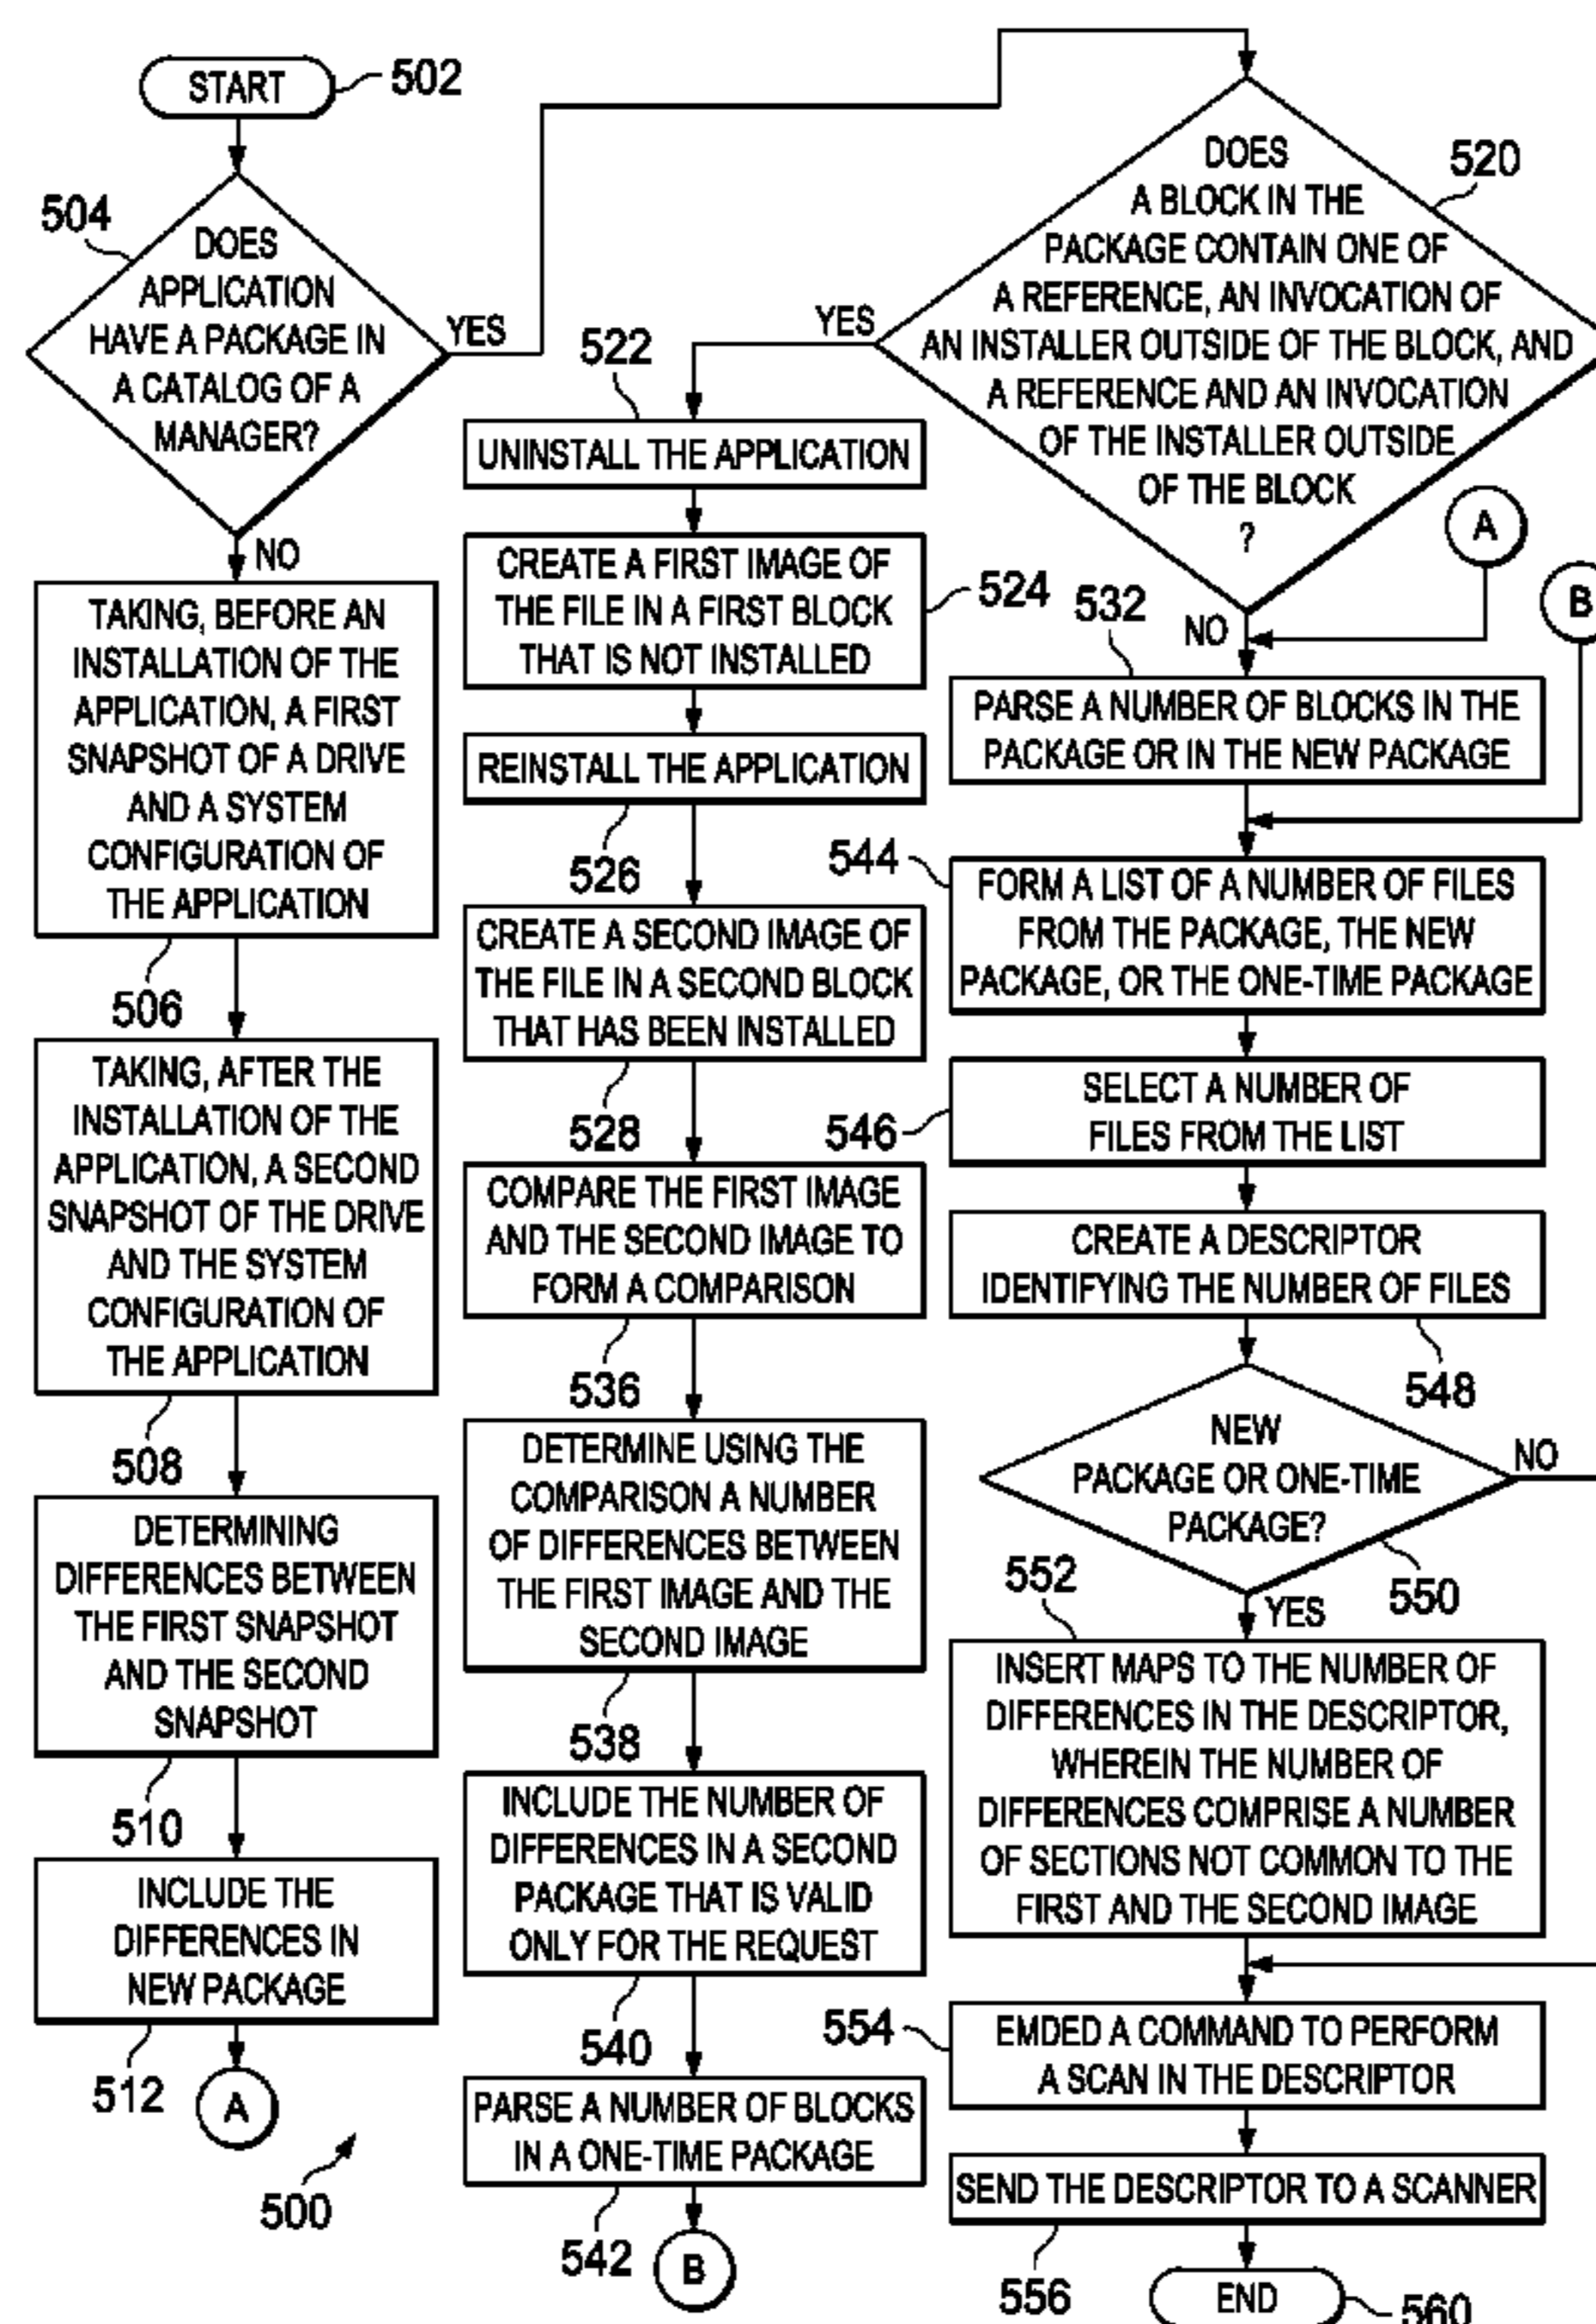 START
502
504
DOES
APPLICATION
HAVE A PACKAGE IN
A CATALOG OF A
MANAGER?
YES
NO
TAKING, BEFORE AN
INSTALLATION OF THE
APPLICATION, A FIRST
SNAPSHOT OF A DRIVE
AND A SYSTEM
CONFIGURATION OF
THE APPLICATION
506
TAKING, AFTER THE
INSTALLATION OF THE
APPLICATION, A SECOND
SNAPSHOT OF THE DRIVE
AND THE SYSTEM
CONFIGURATION OF
THE APPLICATION
508
DETERMINING
DIFFERENCES BETWEEN
THE FIRST SNAPSHOT
AND THE SECOND
SNAPSHOT
510
INCLUDE THE
DIFFERENCES IN
NEW PACKAGE
512
A
500
522
UNINSTALL THE APPLICATION
CREATE A FIRST IMAGE OF
THE FILE IN A FIRST BLOCK
THAT IS NOT INSTALLED
524
REINSTALL THE APPLICATION
526
CREATE A SECOND IMAGE OF
THE FILE IN A SECOND BLOCK
THAT HAS BEEN INSTALLED
528
COMPARE THE FIRST IMAGE
AND THE SECOND IMAGE TO
FORM A COMPARISON
536
DETERMINE USING THE
COMPARISON A NUMBER
OF DIFFERENCES BETWEEN
THE FIRST IMAGE AND THE
SECOND IMAGE
538
INCLUDE THE NUMBER OF
DIFFERENCES IN A SECOND
PACKAGE THAT IS VALID
ONLY FOR THE REQUEST
540
PARSE A NUMBER OF BLOCKS
IN A ONE-TIME PACKAGE
542
B
520
DOES
A BLOCK IN THE
PACKAGE CONTAIN ONE OF
A REFERENCE, AN INVOCATION OF
AN INSTALLER OUTSIDE OF THE BLOCK, AND
A REFERENCE AND AN INVOCATION
OF THE INSTALLER OUTSIDE
OF THE BLOCK
?
YES
NO
A
B
532
PARSE A NUMBER OF BLOCKS IN THE
PACKAGE OR IN THE NEW PACKAGE
544
FORM A LIST OF A NUMBER OF FILES
FROM THE PACKAGE, THE NEW
PACKAGE, OR THE ONE-TIME PACKAGE
546
SELECT A NUMBER OF
FILES FROM THE LIST
CREATE A DESCRIPTOR
IDENTIFYING THE NUMBER OF FILES
548
NEW
PACKAGE OR ONE-TIME
PACKAGE?
NO
550
YES
552
INSERT MAPS TO THE NUMBER OF
DIFFERENCES IN THE DESCRIPTOR,
WHEREIN THE NUMBER OF
DIFFERENCES COMPRISE A NUMBER
OF SECTIONS NOT COMMON TO THE
FIRST AND THE SECOND IMAGE
554
EMDED A COMMAND TO PERFORM
A SCAN IN THE DESCRIPTOR
SEND THE DESCRIPTOR TO A SCANNER
556
END
560